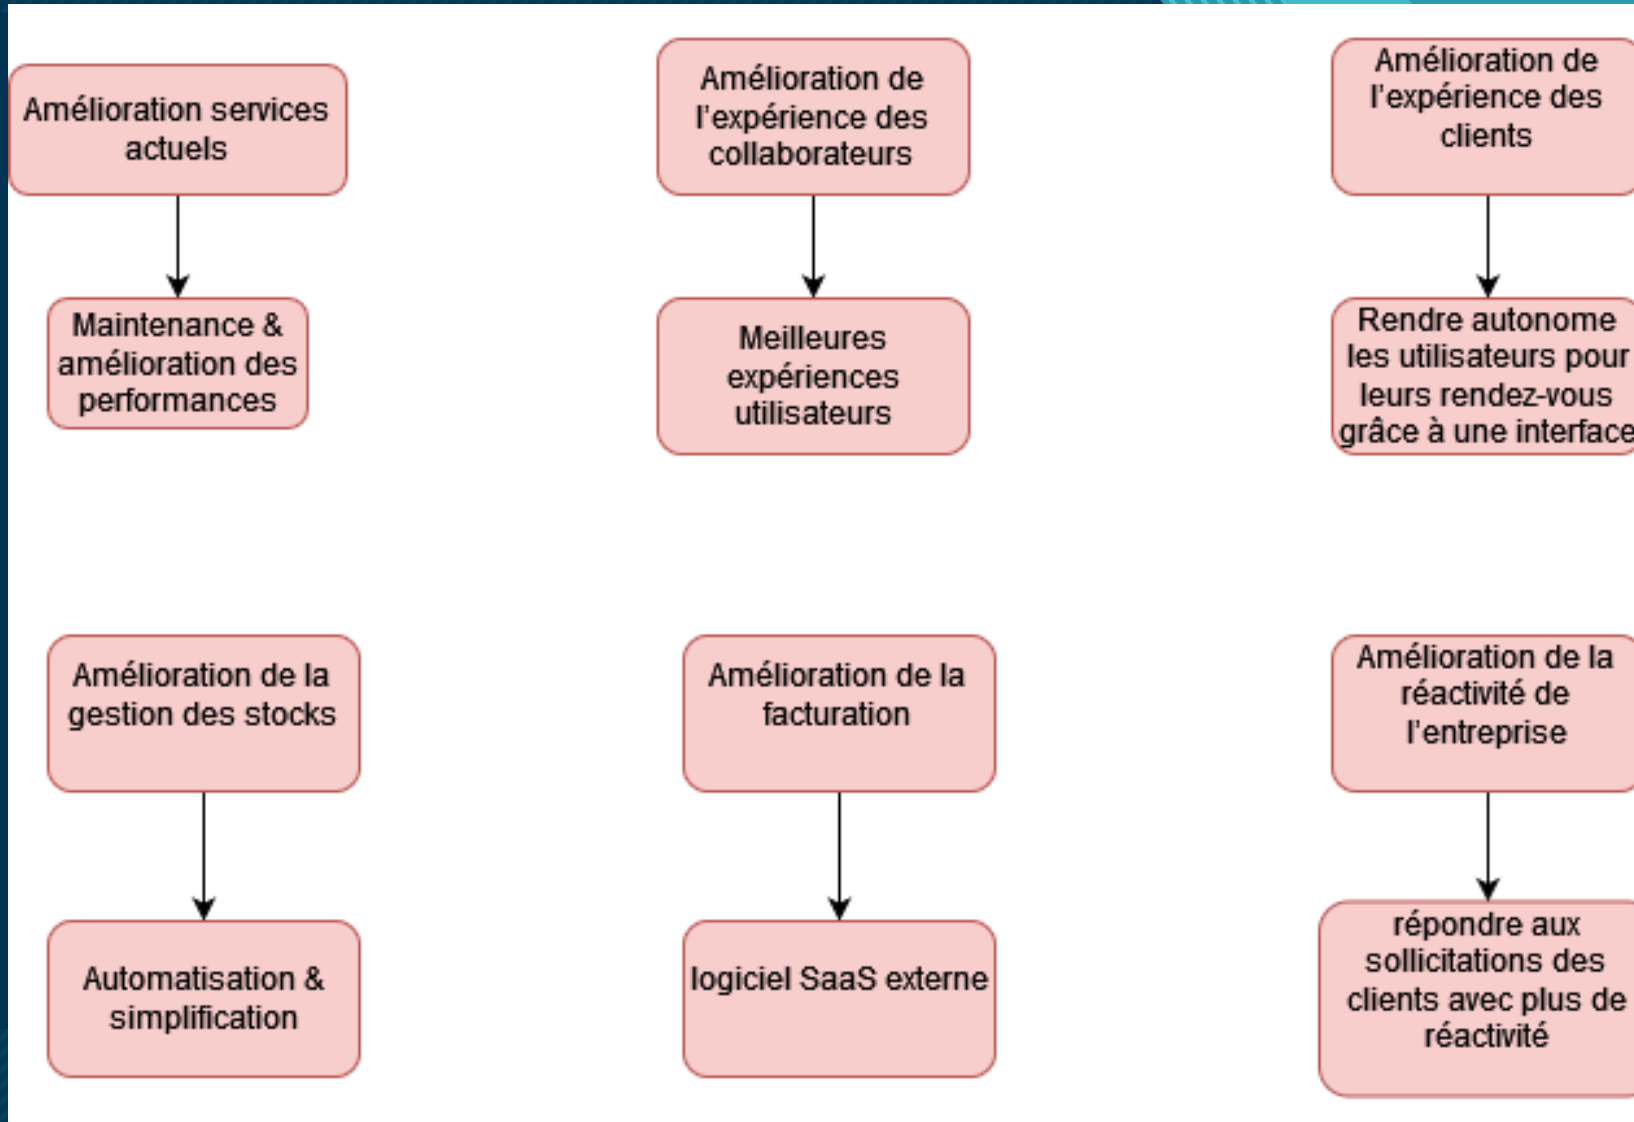 Amélioration services
actuels
Amélioration de
l'expérience des
collaborateurs
Amélioration de
l'expérience des
clients
Maintenance &
amélioration des
performances
Meilleures
expériences
utilisateurs
Rendre autonome
les utilisateurs pour
leurs rendez-vous
grâce à une interface
Amélioration de la
gestion des stocks
Amélioration de la
facturation
Amélioration de la
réactivité de
l'entreprise
Automatisation &
simplification
logiciel SaaS externe
répondre aux
sollicitations des
clients avec plus de
réactivité